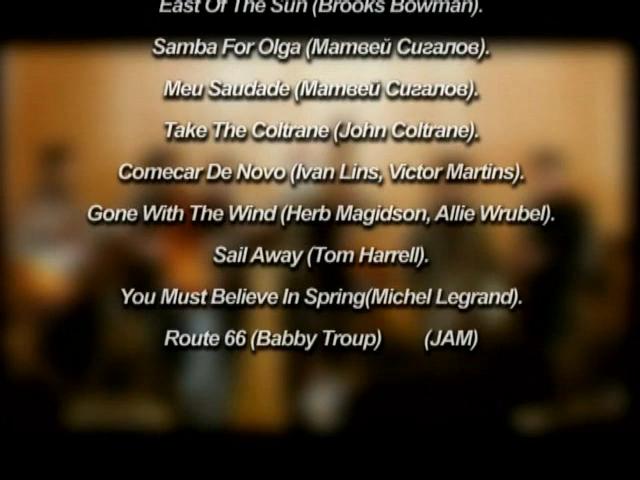 East Of The Sun (Brooks Bowman).
Samba For Olga (Матвей Сигалов).
Meu Saudade (Матвей Сигалов).
Take The Coltrane (John Coltrane).
Comecar De Novo (Ivan Lins, Victor Martins).
Gone With The Wind (Herb Magidson, Allie Wrubel).
Sail Away (Tom Harrell).
You Must Believe In Spring(Michel Legrand).
Route 66 (Babby Troup) (JAM)